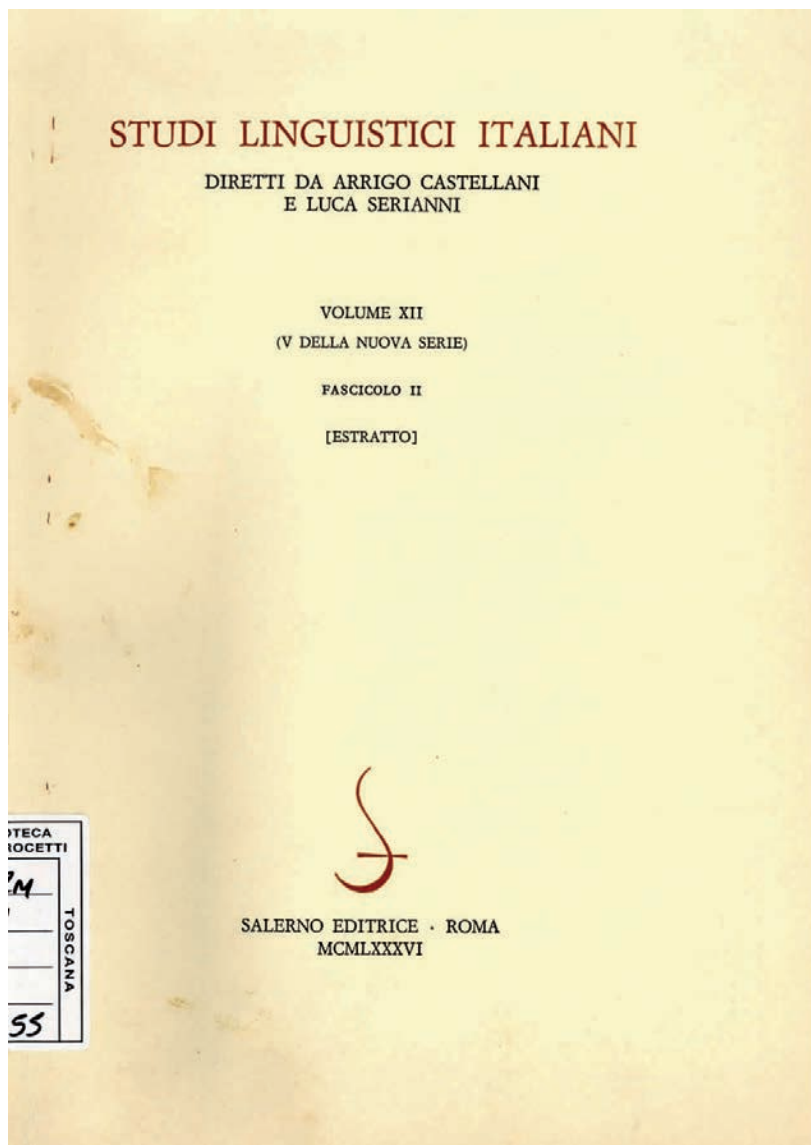 STUDI LINGUISTICI ITALIANI
DIRETTI DA ARRIGO CASTELLANI
E LUCA SERIANNI
VOLUME XII
(V DELLA NUOVA SERIE)
FASCICOLO II
[ESTRATTO]
SALERNO EDITRICE · ROMA
MCMLXXXVI
OTECA
ROCETTI
TOSCANA
SS